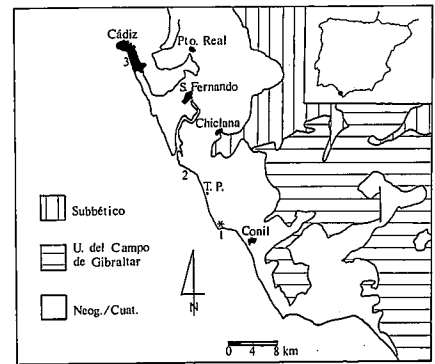 Cádiz
Pto. Real
3
S. Fernando
Chiclana
2
T. P.
*
1
Conil
Subbético
U. del Campo
de Gibraltar
Neog./Cuat.
N
0 4 8
km